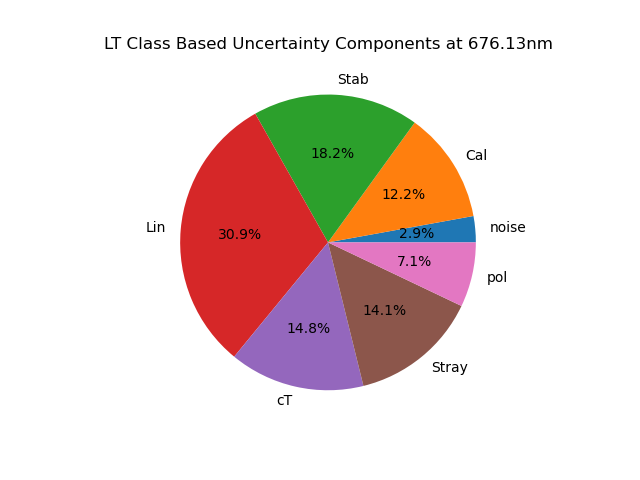 LT Class Based Uncertainty Components at 676.13nm
Stab
18.2%
Cal
12.2%
Lin
30.9%
noise
2.9%
pol
7.1%
14.8%
14.1%
Stray
cT